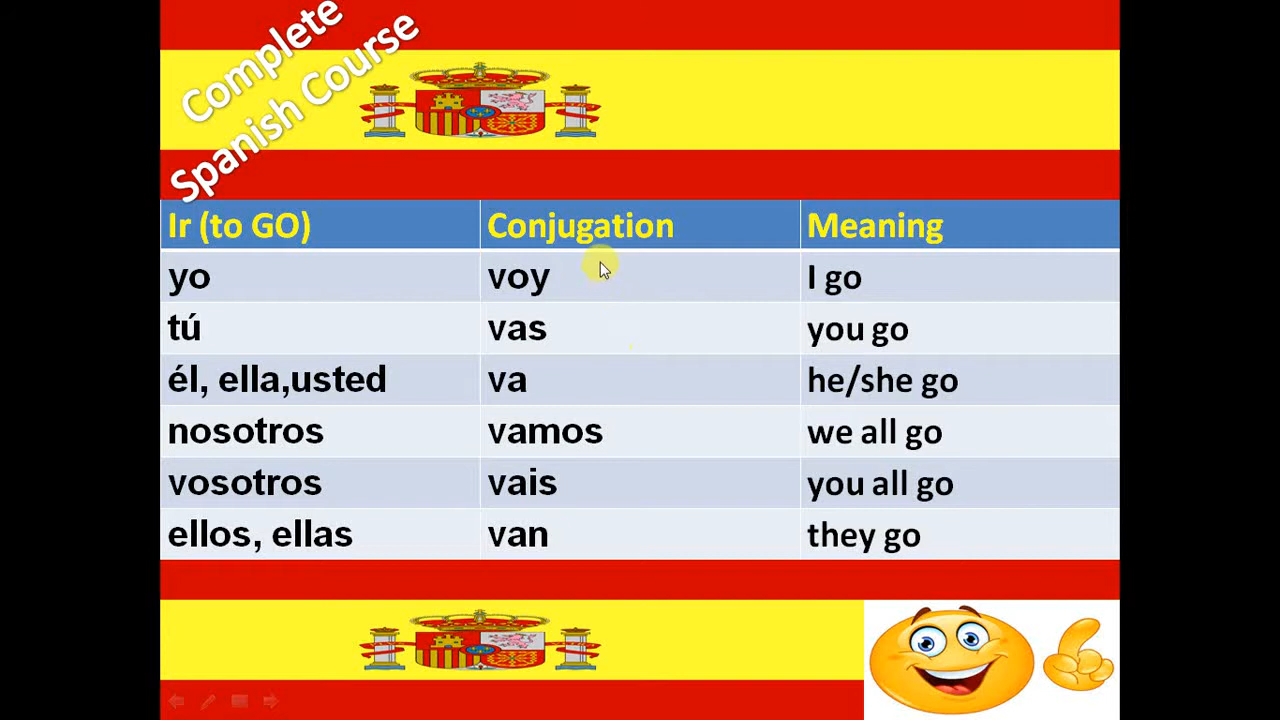 Complete
Spanish Course
Ir (to GO) Conjugation Meaning
yo voy I go
tú vas you go
él, ella,usted va he/she go
nosotros vamos we all go
vosotros vais you all go
ellos, ellas van they go